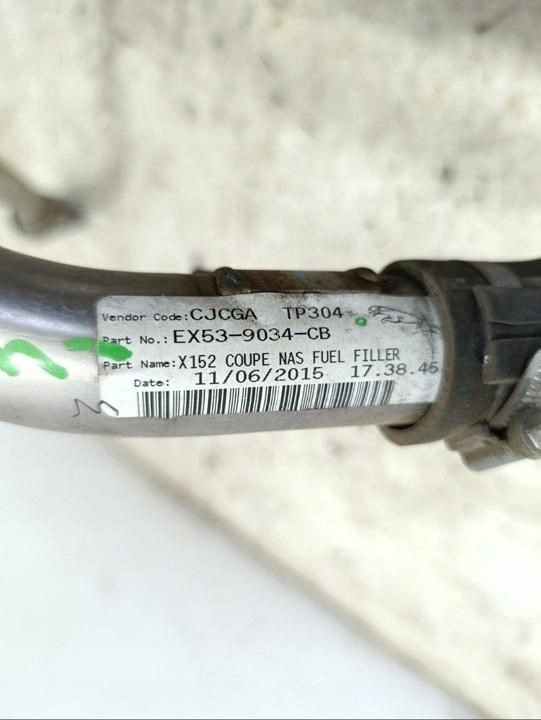 Vendor Code:CJCGA TP304
Part No.:EX53-9034-CB
Part Name:X152 COUPE NAS FUEL FILLER
Date: 11/06/2015 17.38.45